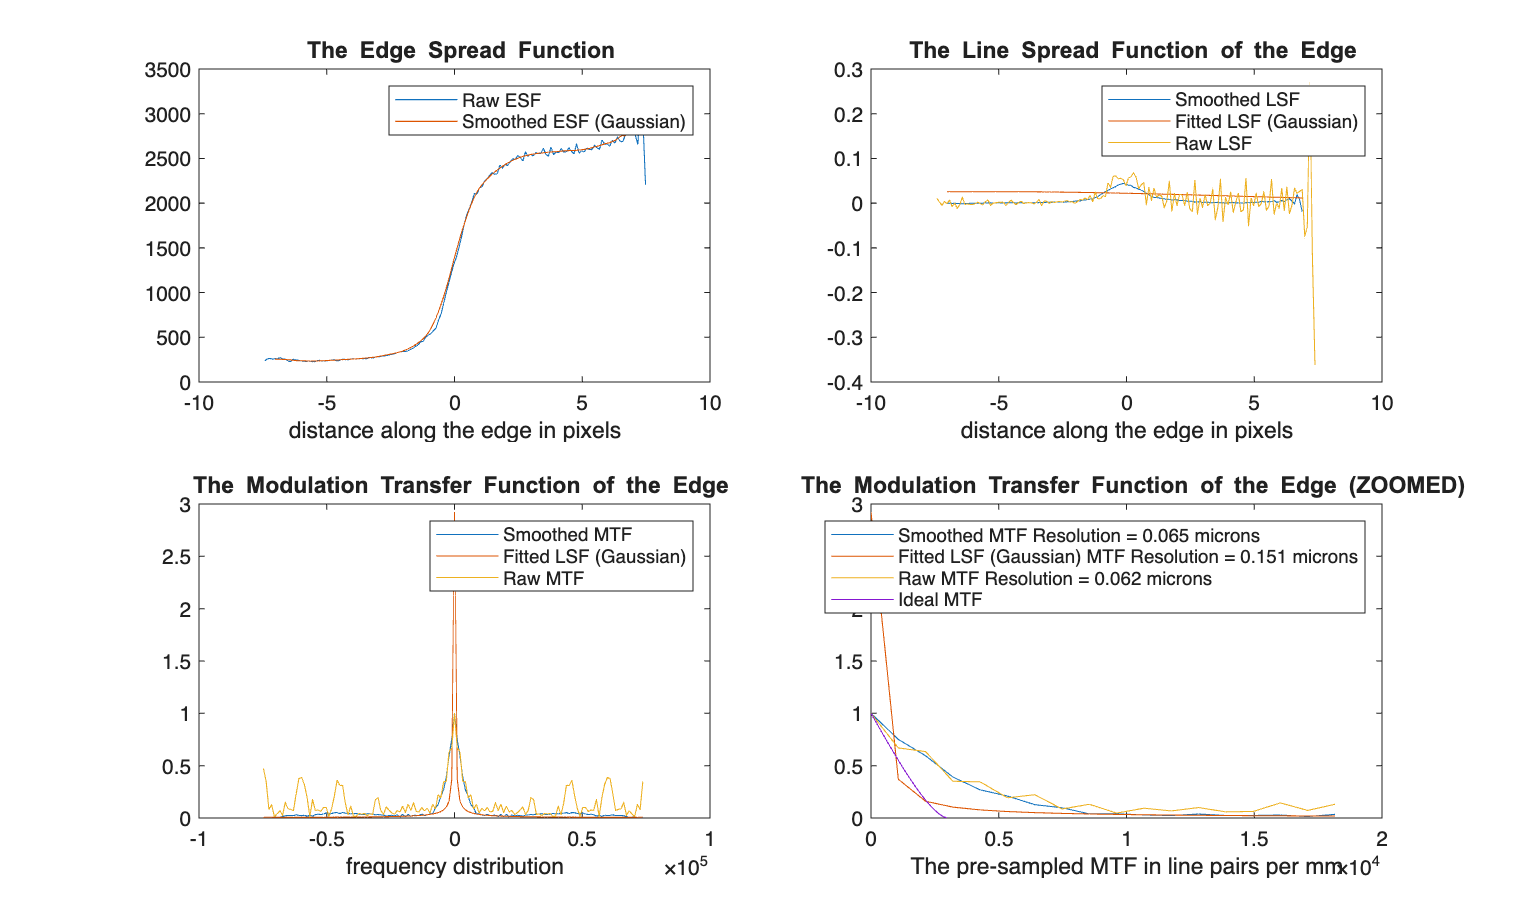 The Edge Spread Function
3500
3000
2500
2000
1500
1000
500
0
Raw ESF
Smoothed ESF (Gaussian)
-10
-5
0
5
10
distance along the edge in pixels
The Line Spread Function of the Edge
0.3
0.2
0.1
0
-0.1
-0.2
-0.3
-0.4
Smoothed LSF
Fitted LSF (Gaussian)
Raw LSF
-10
-5
0
5
10
distance along the edge in pixels
The Modulation Transfer Function of the Edge
3
2.5
2
1.5
1
0.5
0
Smoothed MTF
Fitted LSF (Gaussian)
Raw MTF
-1
-0.5
0
0.5
1
frequency distribution
×10⁵
The Modulation Transfer Function of the Edge (ZOOMED)
3
Smoothed MTF Resolution = 0.065 microns
Fitted LSF (Gaussian) MTF Resolution = 0.151 microns
Raw MTF Resolution = 0.062 microns
Ideal MTF
2
1.5
1
0.5
0
0
0.5
1
1.5
2
The pre-sampled MTF in line pairs per mm
×10⁴